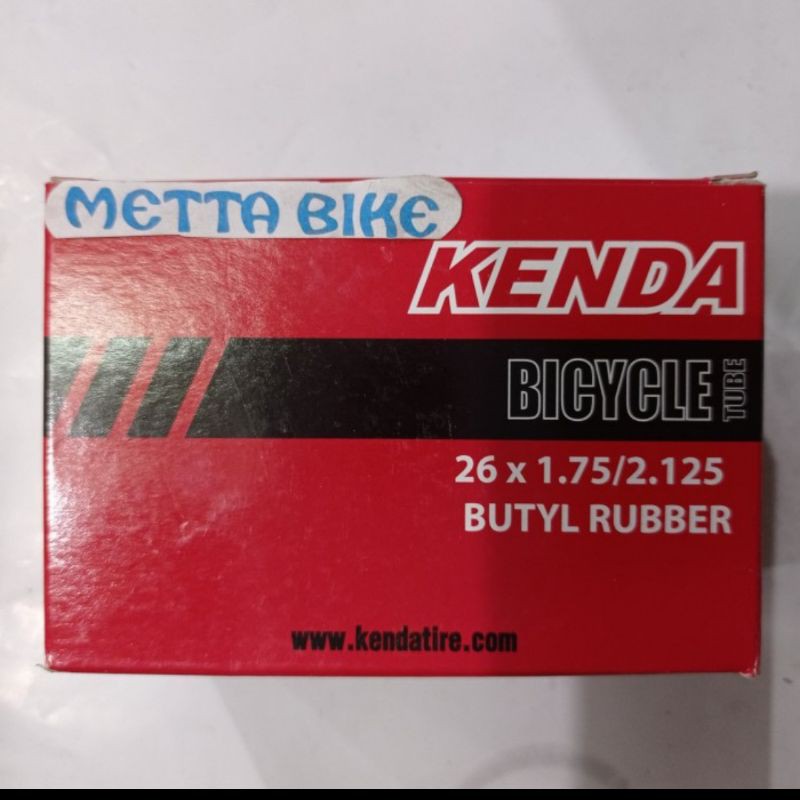 METTA BIKE
KENDA
BICYCLE TUBE
26 x 1.75/2.125
BUTYL RUBBER
www.kendatire.com